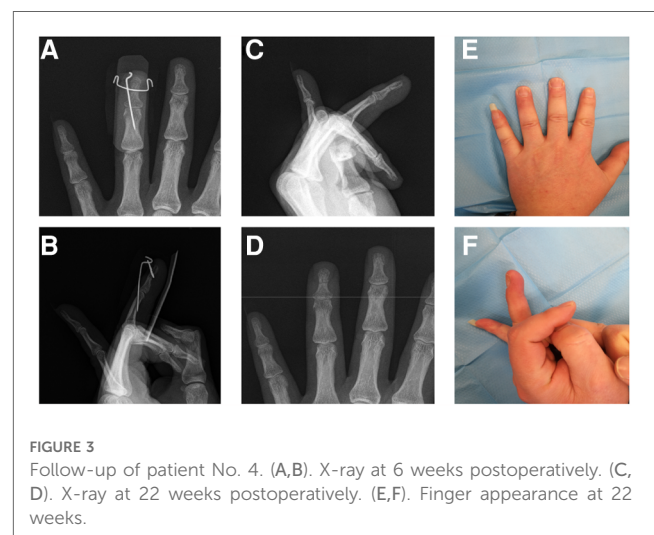 A
C
E
B
D
F
FIGURE 3
Follow-up of patient No. 4. (A,B). X-ray at 6 weeks postoperatively. (C,
D). X-ray at 22 weeks postoperatively. (E,F). Finger appearance at 22
weeks.